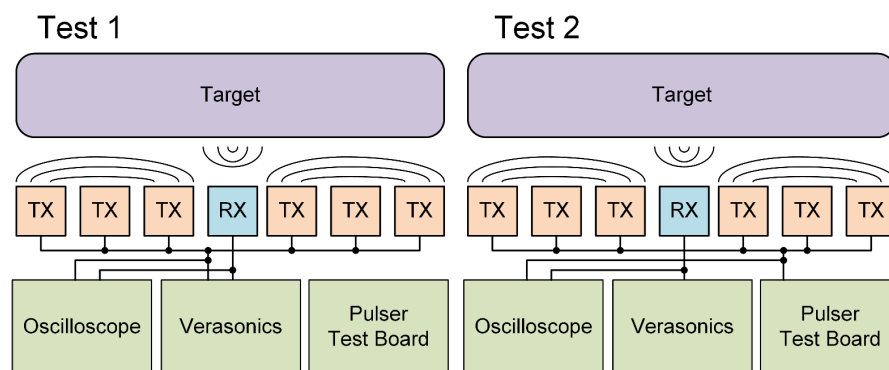 Test 1
Test 2
Target
Target
TX TX TX RX TX TX TX
TX TX TX RX TX TX TX
Oscilloscope
Verasonics
Pulser
Test Board
Oscilloscope
Verasonics
Pulser
Test Board